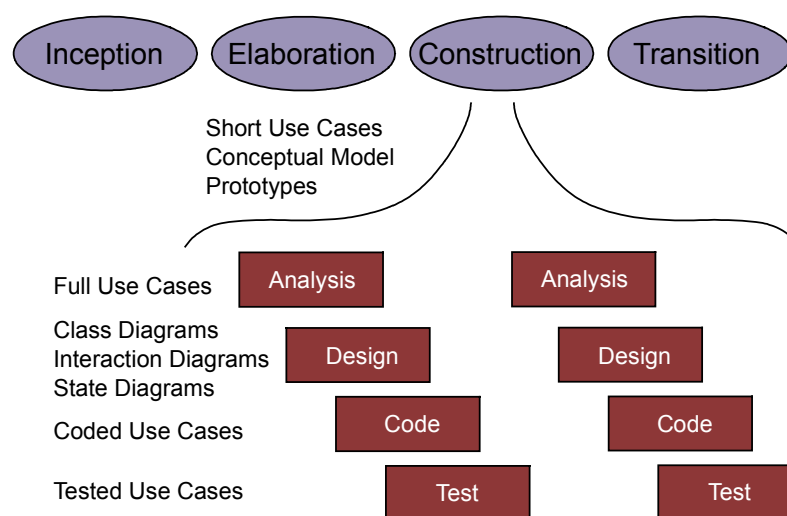 Inception
Elaboration
Construction
Transition
Short Use Cases
Conceptual Model
Prototypes
Full Use Cases
Analysis
Analysis
Class Diagrams
Interaction Diagrams
State Diagrams
Design
Design
Coded Use Cases
Code
Code
Tested Use Cases
Test
Test